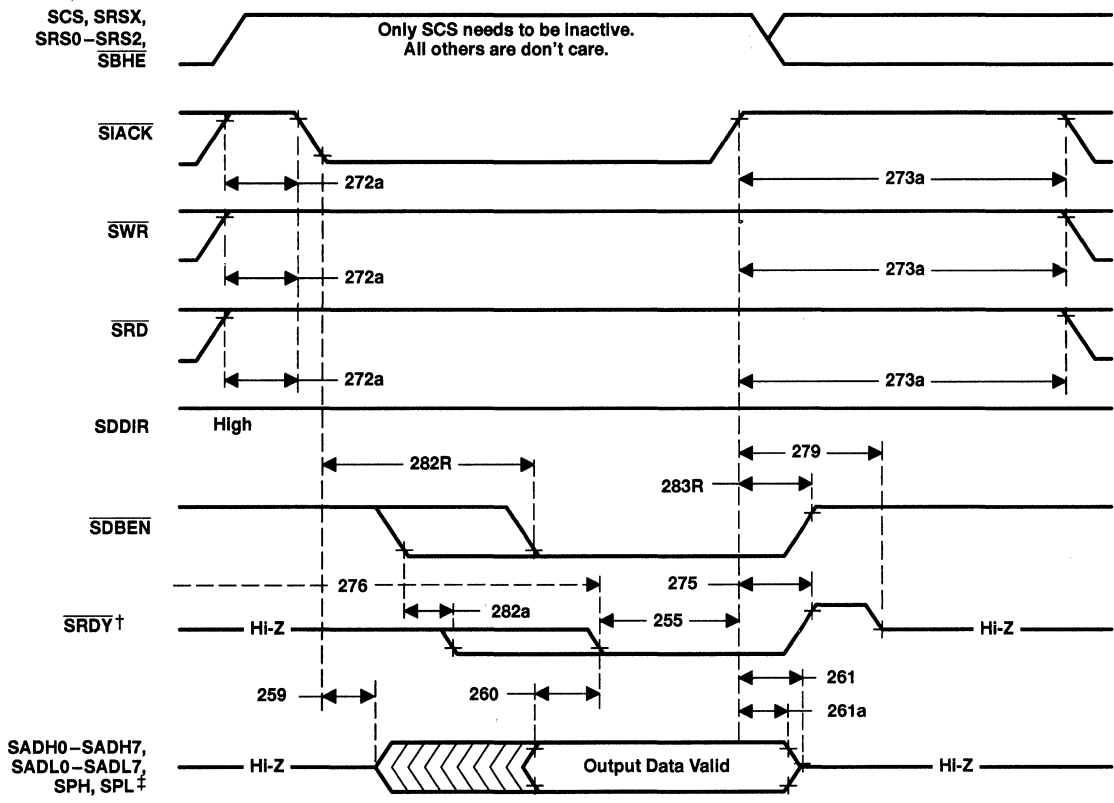 SCS, SRSX,
SRS0–SRS2,
SBHE
Only SCS needs to be inactive.
All others are don't care.
SIACK
272a
273a
SWR
272a
273a
SRD
272a
273a
SDDIR
High
282R
279
283R
SDBEN
276
275
282a
255
SRDY†
Hi-Z
Hi-Z
259
260
261
261a
SADH0–SADH7,
SADL0–SADL7,
SPH, SPL‡
Hi-Z
Output Data Valid
Hi-Z